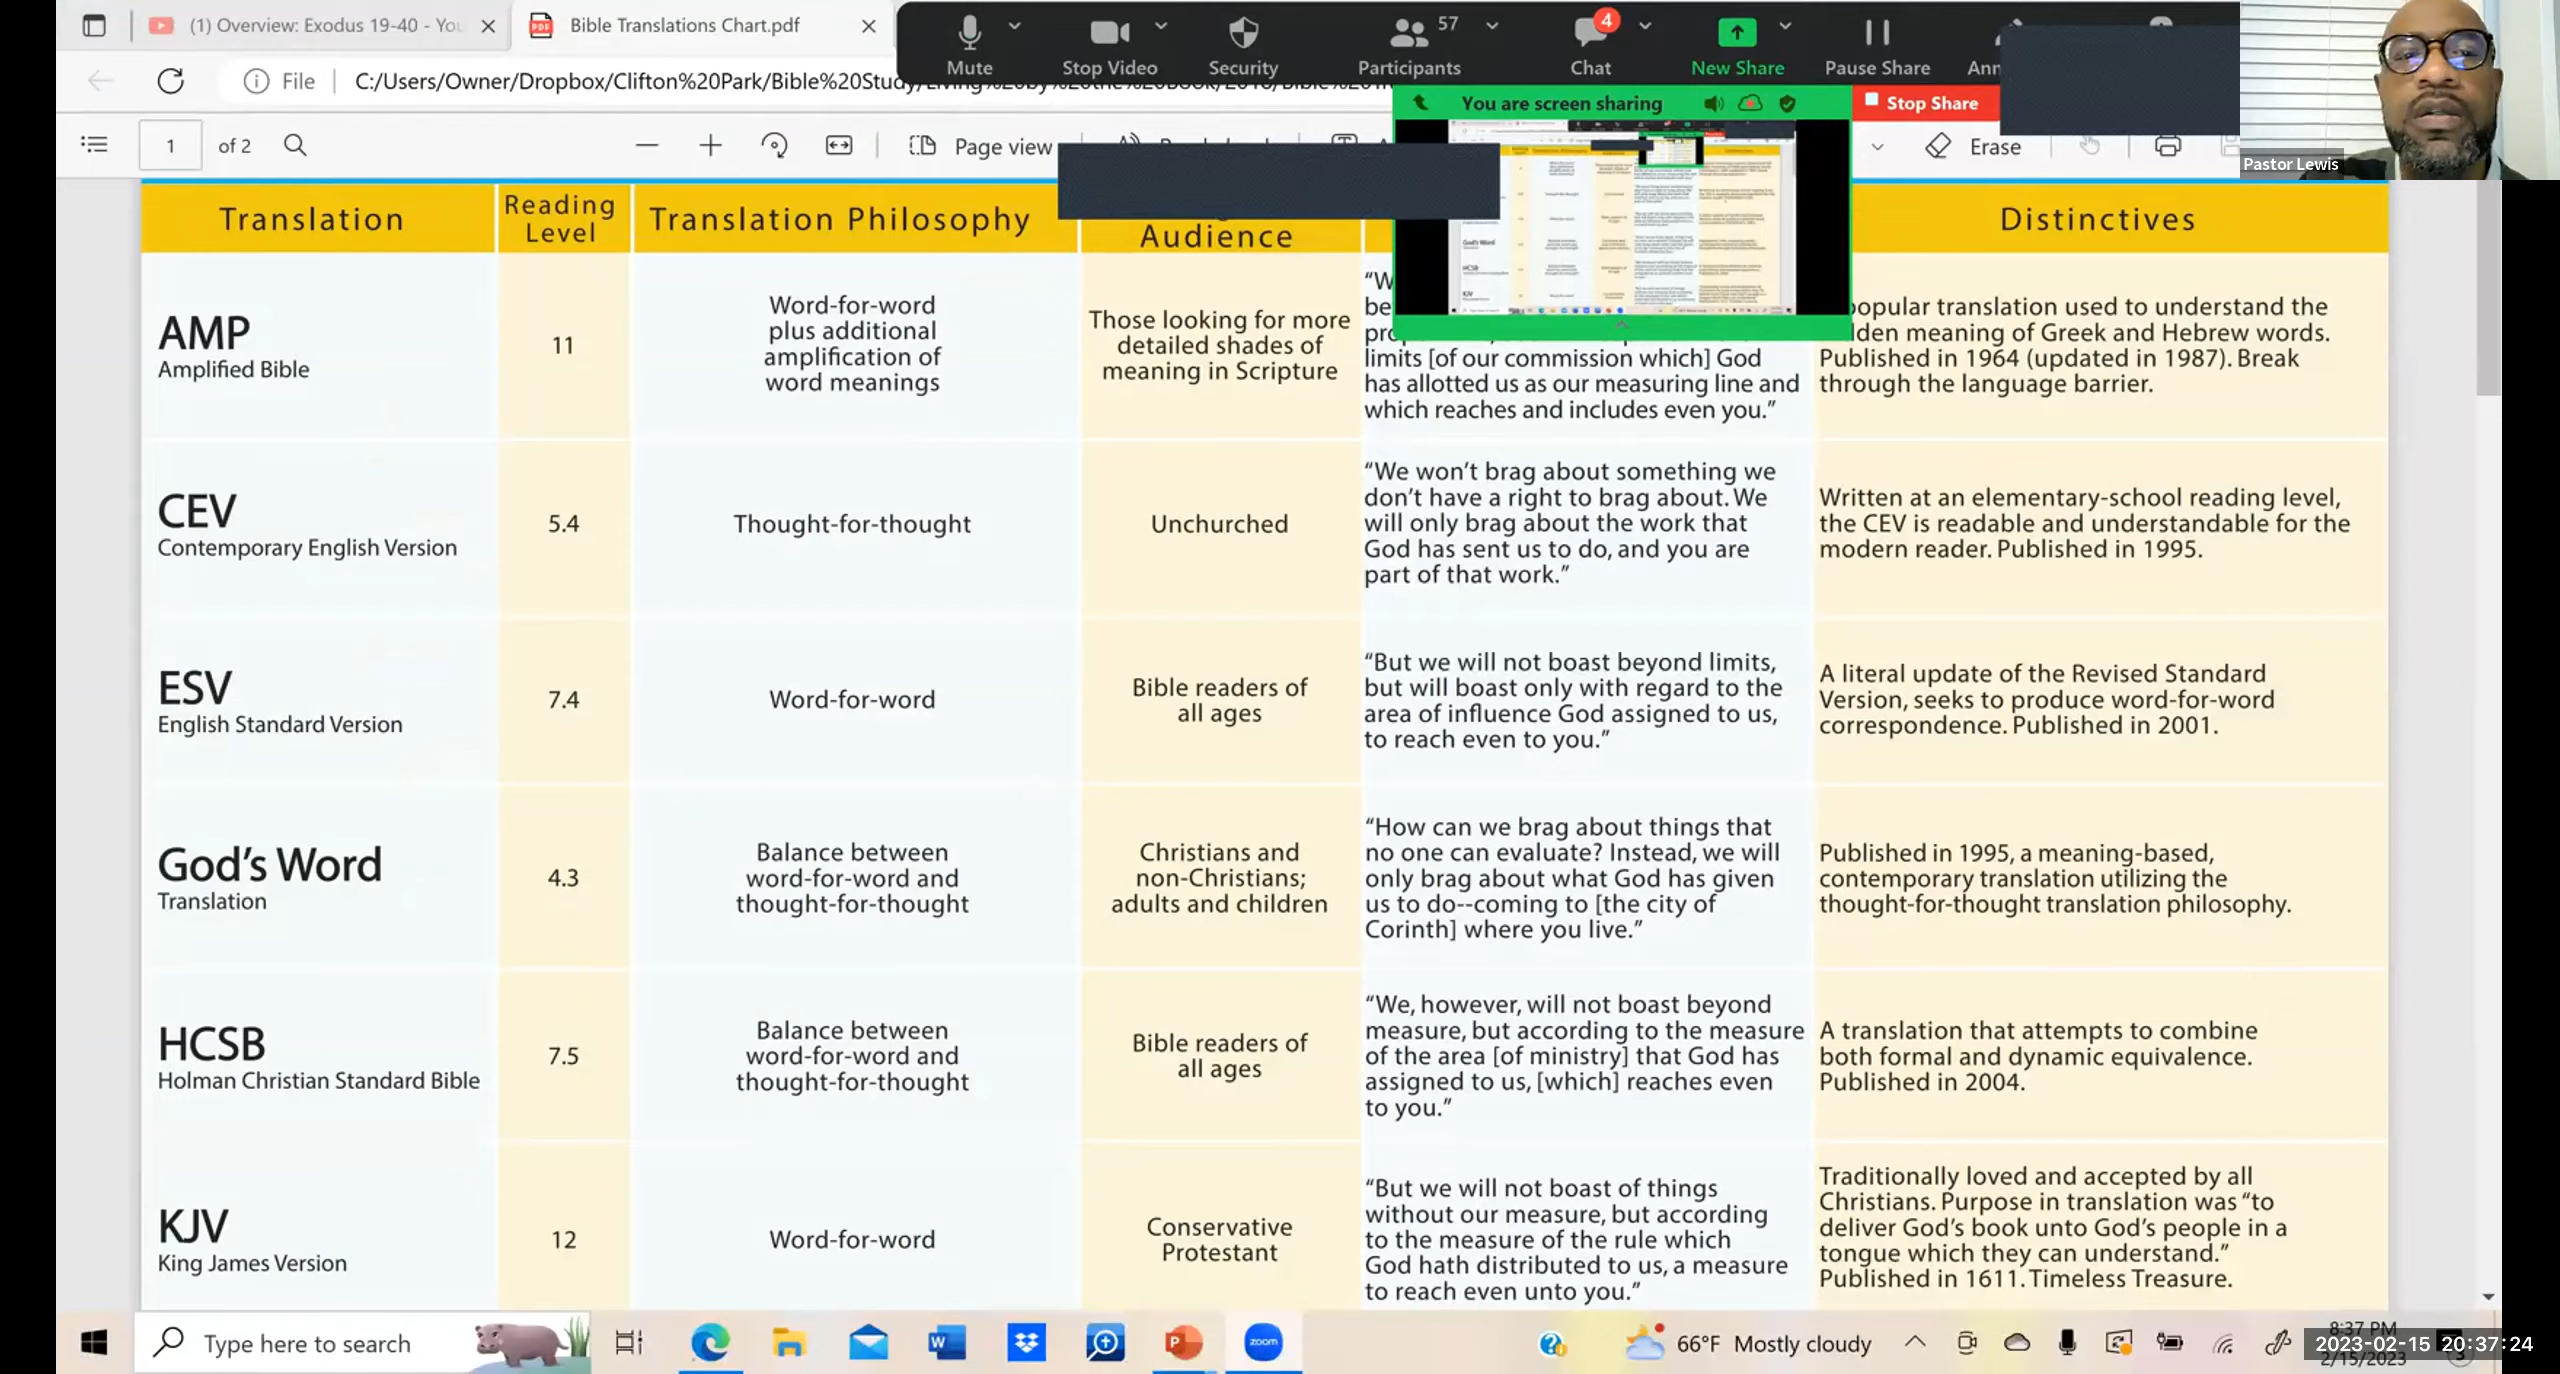 (1) Overview: Exodus 19-40 - You
Bible Translations Chart.pdf
Mute
Stop Video
Security
57
Participants
4
Chat
New Share
Pause Share
Ann
File
C:/Users/Owner/Dropbox/Clifton%20Park/Bible%20Study/Living%20by%20the%20Book/2016/Bible%20
You are screen sharing
Stop Share
Pastor Lewis
1
of 2
Page view
Erase
Translation
Reading
Level
Translation Philosophy
Audience
Distinctives
AMP
Amplified Bible
11
Word-for-word
plus additional
amplification of
word meanings
Those looking for more
detailed shades of
meaning in Scripture
“W
be
pro
limits [of our commission which] God
has allotted us as our measuring line and
which reaches and includes even you.”
popular translation used to understand the
dden meaning of Greek and Hebrew words.
Published in 1964 (updated in 1987). Break
through the language barrier.
CEV
Contemporary English Version
5.4
Thought-for-thought
Unchurched
“We won’t brag about something we
don’t have a right to brag about. We
will only brag about the work that
God has sent us to do, and you are
part of that work.”
Written at an elementary-school reading level,
the CEV is readable and understandable for the
modern reader. Published in 1995.
ESV
English Standard Version
7.4
Word-for-word
Bible readers of
all ages
“But we will not boast beyond limits,
but will boast only with regard to the
area of influence God assigned to us,
to reach even to you.”
A literal update of the Revised Standard
Version, seeks to produce word-for-word
correspondence. Published in 2001.
God’s Word
Translation
4.3
Balance between
word-for-word and
thought-for-thought
Christians and
non-Christians;
adults and children
“How can we brag about things that
no one can evaluate? Instead, we will
only brag about what God has given
us to do--coming to [the city of
Corinth] where you live.”
Published in 1995, a meaning-based,
contemporary translation utilizing the
thought-for-thought translation philosophy.
HCSB
Holman Christian Standard Bible
7.5
Balance between
word-for-word and
thought-for-thought
Bible readers of
all ages
“We, however, will not boast beyond
measure, but according to the measure
of the area [of ministry] that God has
assigned to us, [which] reaches even
to you.”
A translation that attempts to combine
both formal and dynamic equivalence.
Published in 2004.
KJV
King James Version
12
Word-for-word
Conservative
Protestant
“But we will not boast of things
without our measure, but according
to the measure of the rule which
God hath distributed to us, a measure
to reach even unto you.”
Traditionally loved and accepted by all
Christians. Purpose in translation was “to
deliver God’s book unto God’s people in a
tongue which they can understand.”
Published in 1611. Timeless Treasure.
Type here to search
zoom
66°F Mostly cloudy
8:37 PM
2023-02-15 20:37:24
2/15/2023